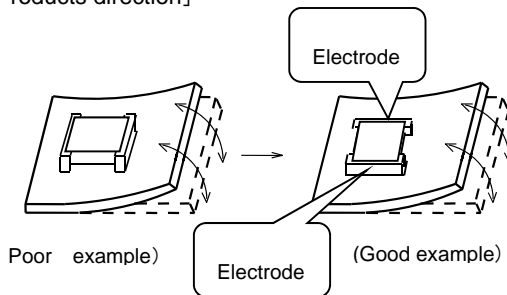 roducts direction]
Electrode
Poor example)
(Good example)
Electrode